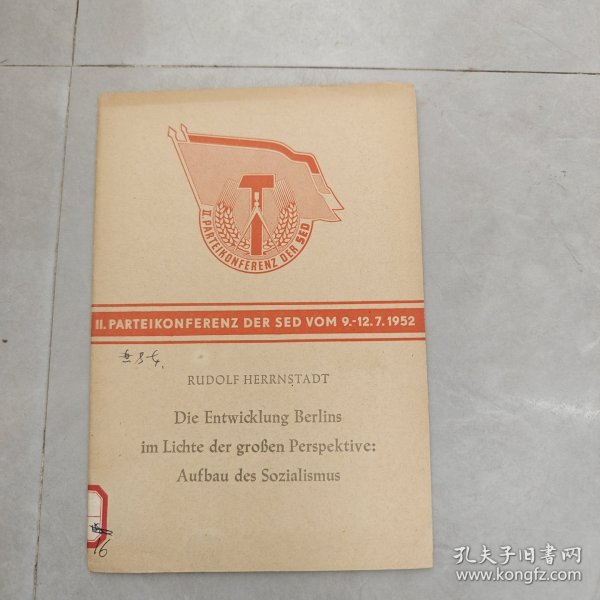 II. PARTEIKONFERENZ DER SED
II. PARTEIKONFERENZ DER SED VOM 9.-12.7.1952
RUDOLF HERRNSTADT
Die Entwicklung Berlins
im Lichte der großen Perspektive:
Aufbau des Sozialismus
16
孔夫子旧书网
www.kongfz.com